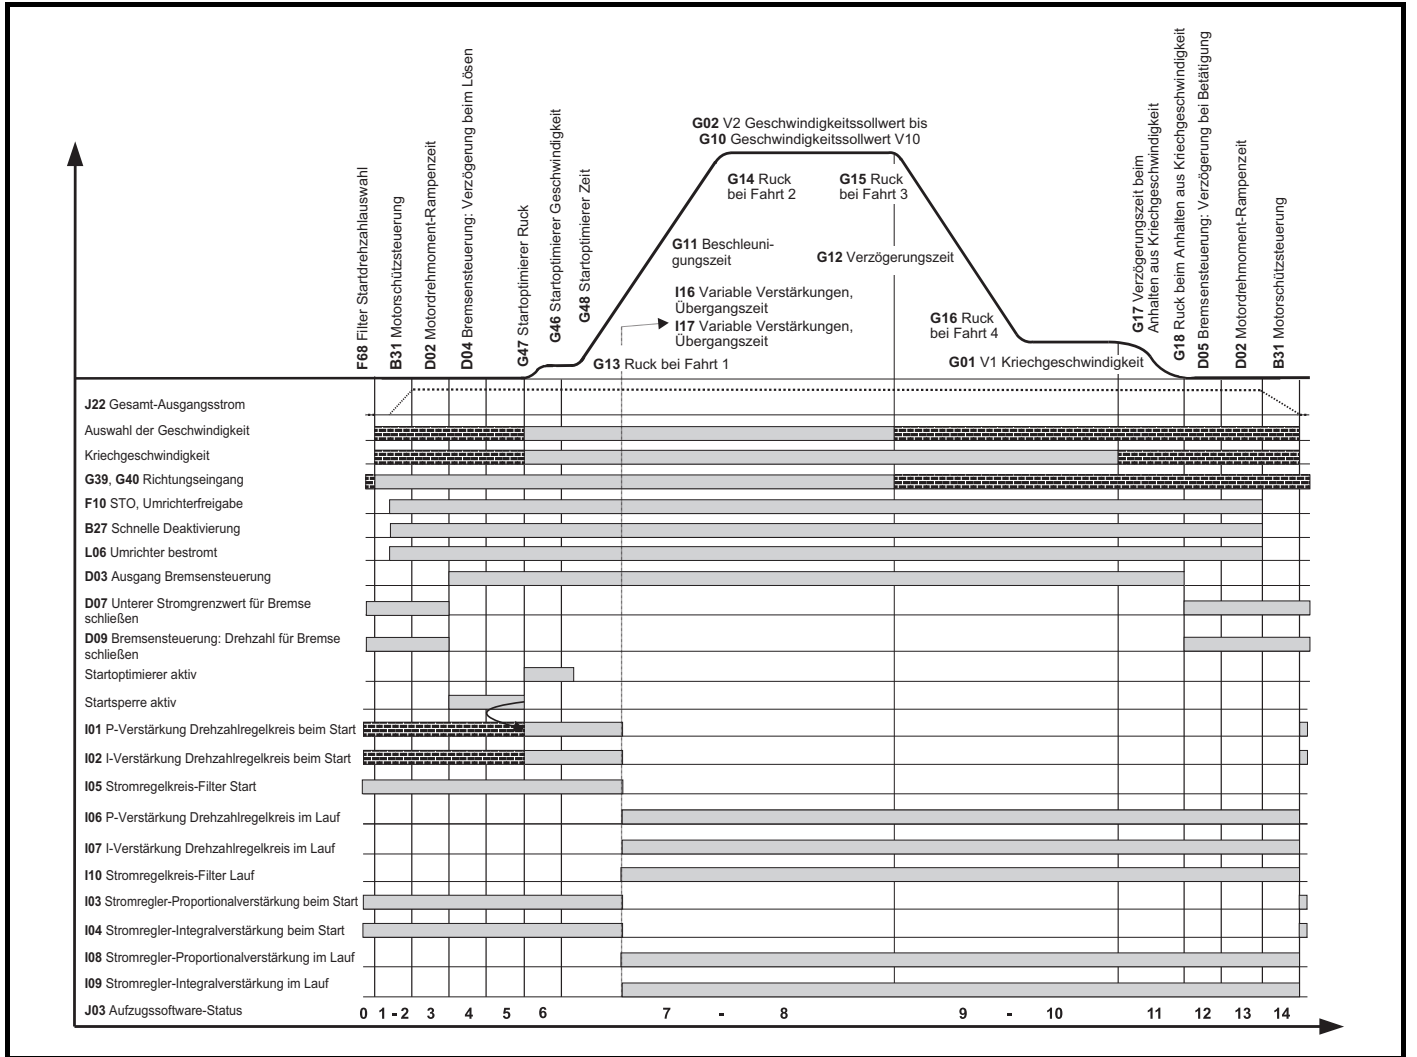 F68 Filter Startdrehzahlauswahl
B31 Motorschützsteuerung
D02 Motordrehmoment-Rampenzeit
D04 Bremsensteuerung: Verzögerung beim Lösen
G47 Startoptimierer Ruck
G46 Startoptimierer Geschwindigkeit
G48 Startoptimierer Zeit
G02 V2 Geschwindigkeitssollwert bis
G10 Geschwindigkeitssollwert V10
G14 Ruck
bei Fahrt 2
G15 Ruck
bei Fahrt 3
G11 Beschleuni-
gungszeit
G12 Verzögerungszeit
I16 Variable Verstärkungen,
Übergangszeit
I17 Variable Verstärkungen,
Übergangszeit
G13 Ruck bei Fahrt 1
G16 Ruck
bei Fahrt 4
G01 V1 Kriechgeschwindigkeit
G17 Verzögerungszeit beim
Anhalten aus Kriechgeschwindigkeit
G18 Ruck beim Anhalten aus Kriechgeschwindigkeit
D05 Bremsensteuerung: Verzögerung bei Betätigung
D02 Motordrehmoment-Rampenzeit
B31 Motorschützsteuerung
J22 Gesamt-Ausgangsstrom
Auswahl der Geschwindigkeit
Kriechgeschwindigkeit
G39, G40 Richtungseingang
F10 STO, Umrichterfreigabe
B27 Schnelle Deaktivierung
L06 Umrichter bestromt
D03 Ausgang Bremsensteuerung
D07 Unterer Stromgrenzwert für Bremse
schließen
D09 Bremsensteuerung: Drehzahl für Bremse
schließen
Startoptimierer aktiv
Startsperre aktiv
I01 P-Verstärkung Drehzahlregelkreis beim Start
I02 I-Verstärkung Drehzahlregelkreis beim Start
I05 Stromregelkreis-Filter Start
I06 P-Verstärkung Drehzahlregelkreis im Lauf
I07 I-Verstärkung Drehzahlregelkreis im Lauf
I10 Stromregelkreis-Filter Lauf
I03 Stromregler-Proportionalverstärkung beim Start
I04 Stromregler-Integralverstärkung beim Start
I08 Stromregler-Proportionalverstärkung im Lauf
I09 Stromregler-Integralverstärkung im Lauf
J03 Aufzugssoftware-Status 0 1 - 2 3 4 5 6 7 - 8 9 - 10 11 12 13 14